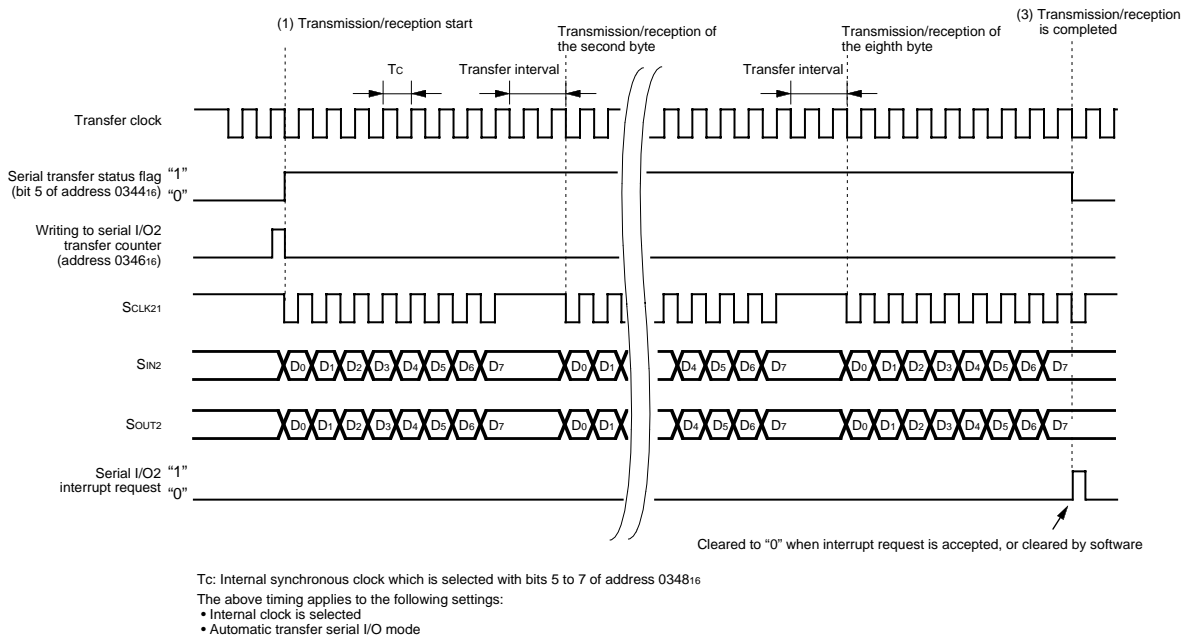 (1) Transmission/reception start
Transmission/reception of
the second byte
Transmission/reception of
the eighth byte
(3) Transmission/reception
is completed
Tc
Transfer interval
Transfer interval
Transfer clock
Serial transfer status flag "1"
(bit 5 of address 034416) "0"
Writing to serial I/O2
transfer counter
(address 034616)
SCLK21
SIN2
D0 D1 D2 D3 D4 D5 D6 D7 D0 D1 D4 D5 D6 D7 D0 D1 D2 D3 D4 D5 D6 D7
SOUT2
D0 D1 D2 D3 D4 D5 D6 D7 D0 D1 D4 D5 D6 D7 D0 D1 D2 D3 D4 D5 D6 D7
Serial I/O2 "1"
interrupt request "0"
Cleared to “0” when interrupt request is accepted, or cleared by software
Tc: Internal synchronous clock which is selected with bits 5 to 7 of address 034816
The above timing applies to the following settings:
• Internal clock is selected
• Automatic transfer serial I/O mode